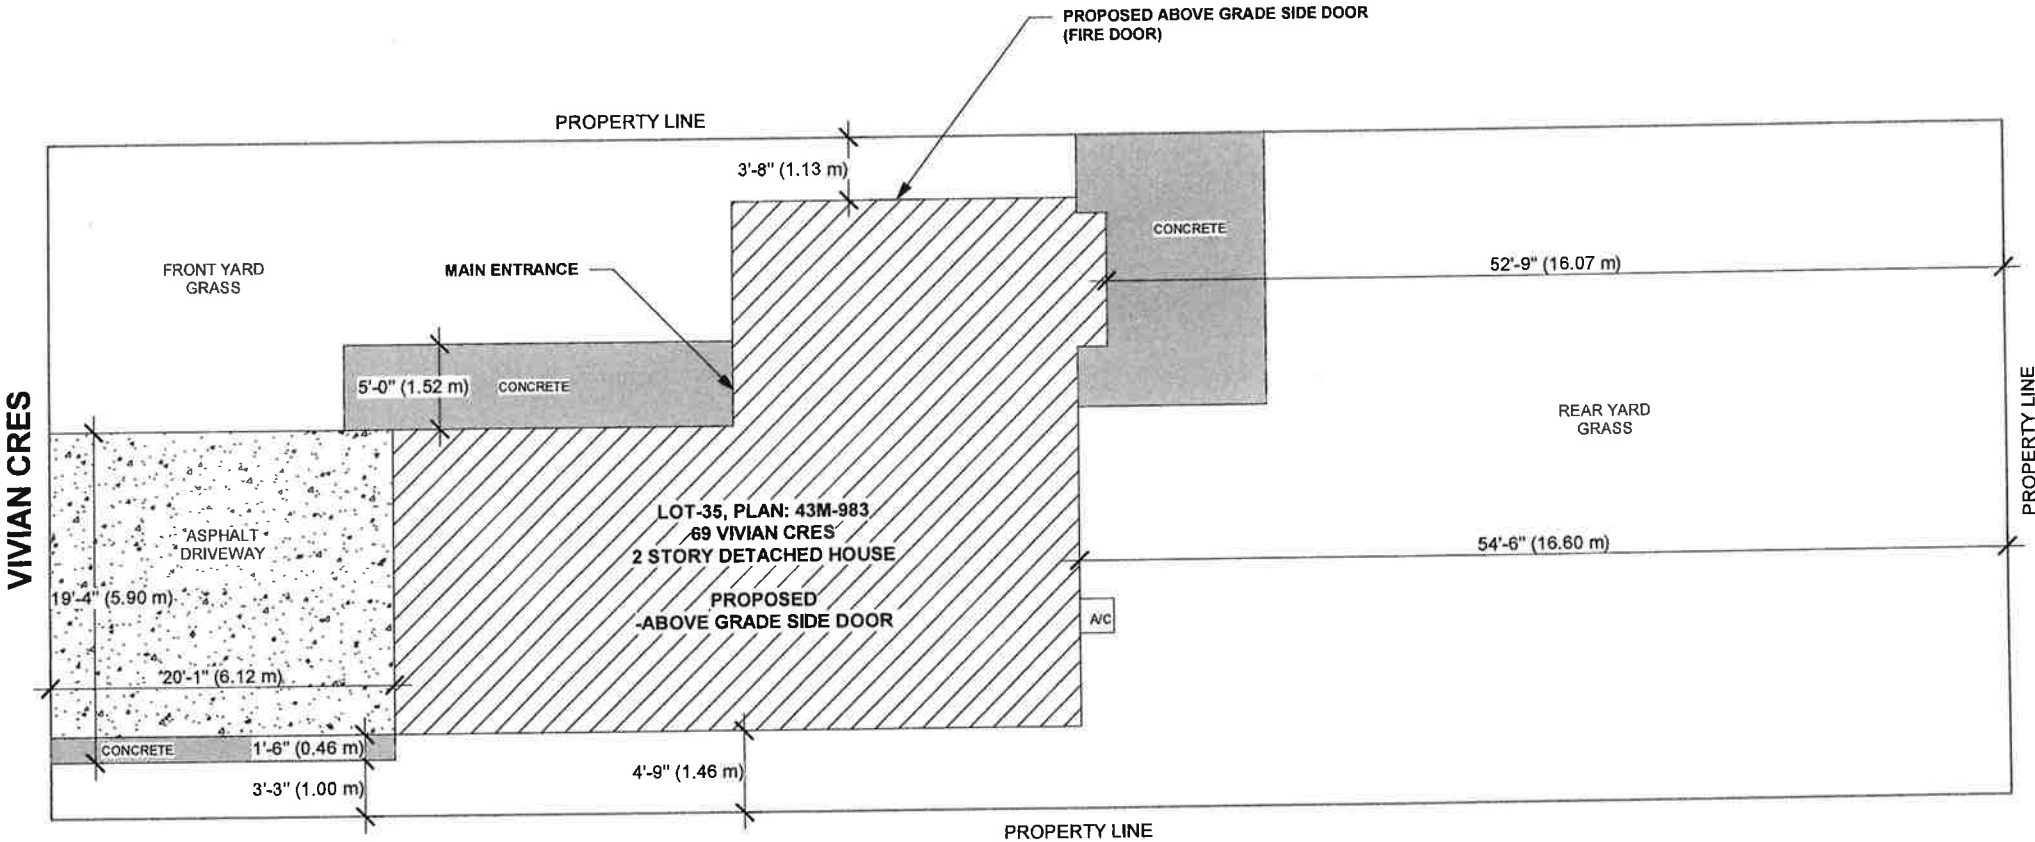 PROPOSED ABOVE GRADE SIDE DOOR
(FIRE DOOR)
PROPERTY LINE
3'-8" (1.13 m)
CONCRETE
FRONT YARD
GRASS
MAIN ENTRANCE
52'-9" (16.07 m)
5'-0" (1.52 m)
CONCRETE
VIVIAN CRES
REAR YARD
GRASS
PROPERTY LINE
ASPHALT
DRIVEWAY
LOT-35, PLAN: 43M-983
69 VIVIAN CRES
2 STORY DETACHED HOUSE
54'-6" (16.60 m)
19'-4" (5.90 m)
PROPOSED
-ABOVE GRADE SIDE DOOR
A/C
20'-1" (6.12 m)
CONCRETE
1'-6" (0.46 m)
4'-9" (1.46 m)
3'-3" (1.00 m)
PROPERTY LINE